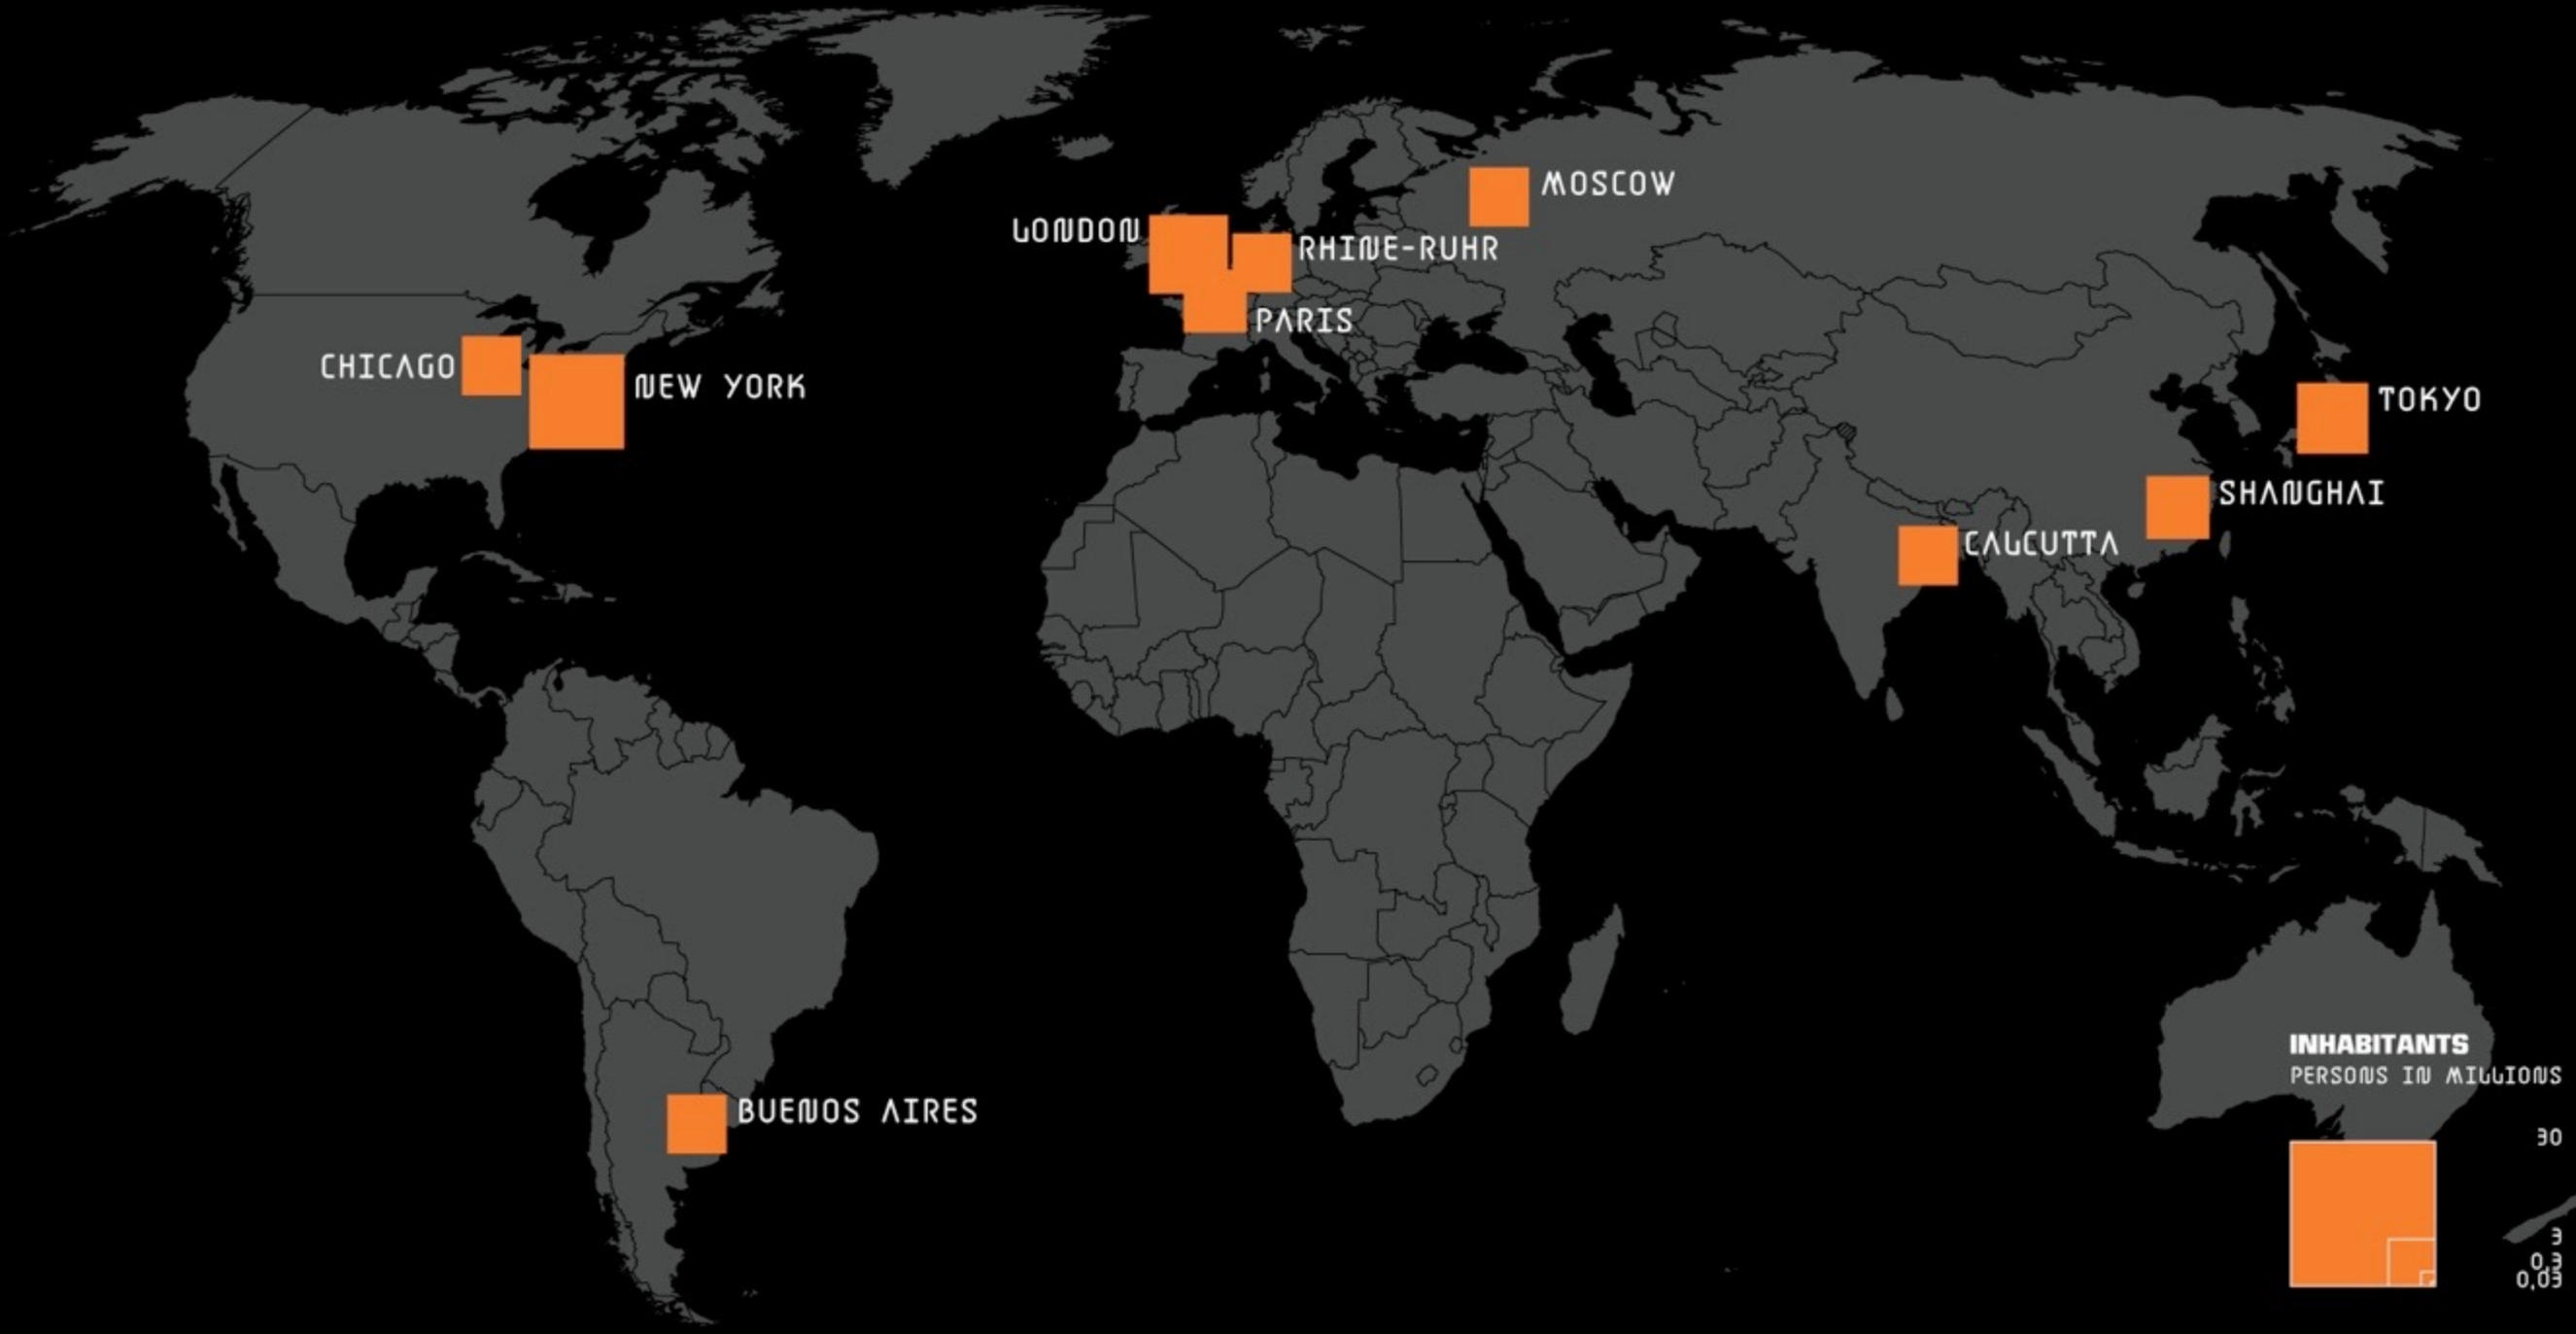 MOSCOW
LONDON
RHINE-RUHR
PARIS
CHICAGO
NEW YORK
TOKYO
SHANGHAI
CALCUTTA
BUENOS AIRES
INHABITANTS
PERSONS IN MILLIONS
30
3
0,3
0,03